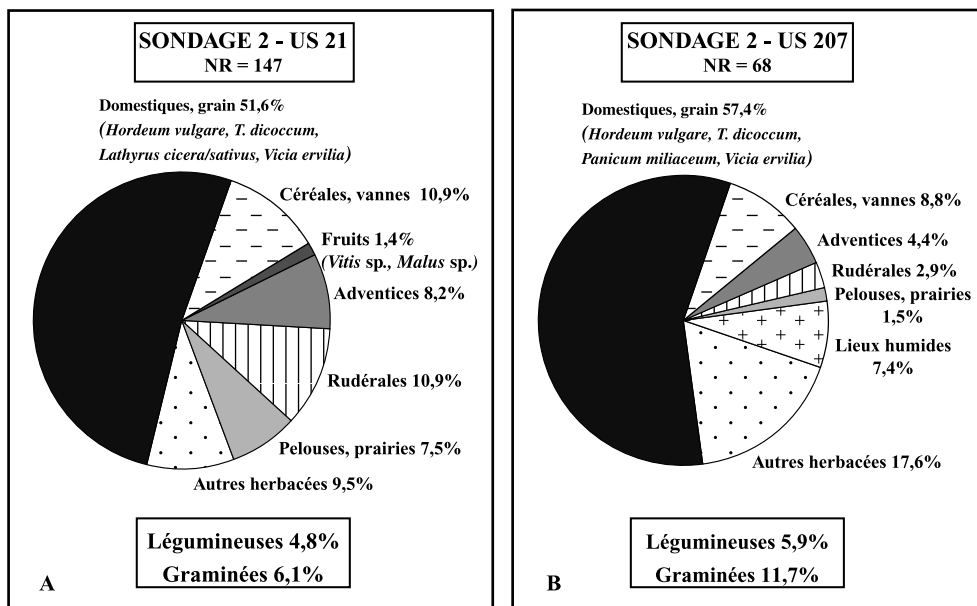 SONDAGE 2 - US 21
NR = 147
Domestiques, grain 51,6%
(Hordeum vulgare, T. dicoccum,
Lathyrus cicera/sativus, Vicia ervilia)
Céréales, vannes 10,9%
Fruits 1,4%
(Vitis sp., Malus sp.)
Adventices 8,2%
Rudérales 10,9%
Pelouses, prairies 7,5%
Autres herbacées 9,5%
Légumineuses 4,8%
Graminées 6,1%
A
SONDAGE 2 - US 207
NR = 68
Domestiques, grain 57,4%
(Hordeum vulgare, T. dicoccum,
Panicum miliaceum, Vicia ervilia)
Céréales, vannes 8,8%
Adventices 4,4%
Rudérales 2,9%
Pelouses, prairies
1,5%
Lieux humides
7,4%
Autres herbacées 17,6%
Légumineuses 5,9%
Graminées 11,7%
B